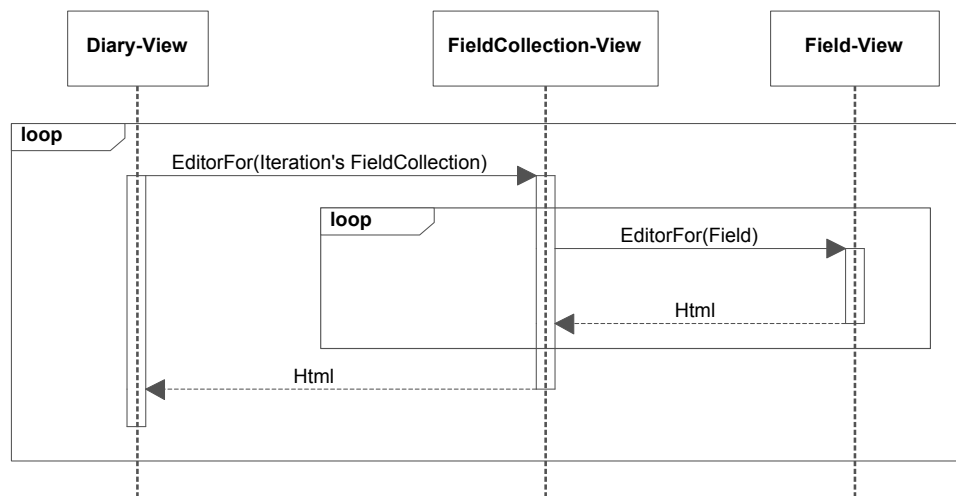 Diary-View
FieldCollection-View
Field-View
loop
EditorFor(Iteration's FieldCollection)
loop
EditorFor(Field)
Html
Html